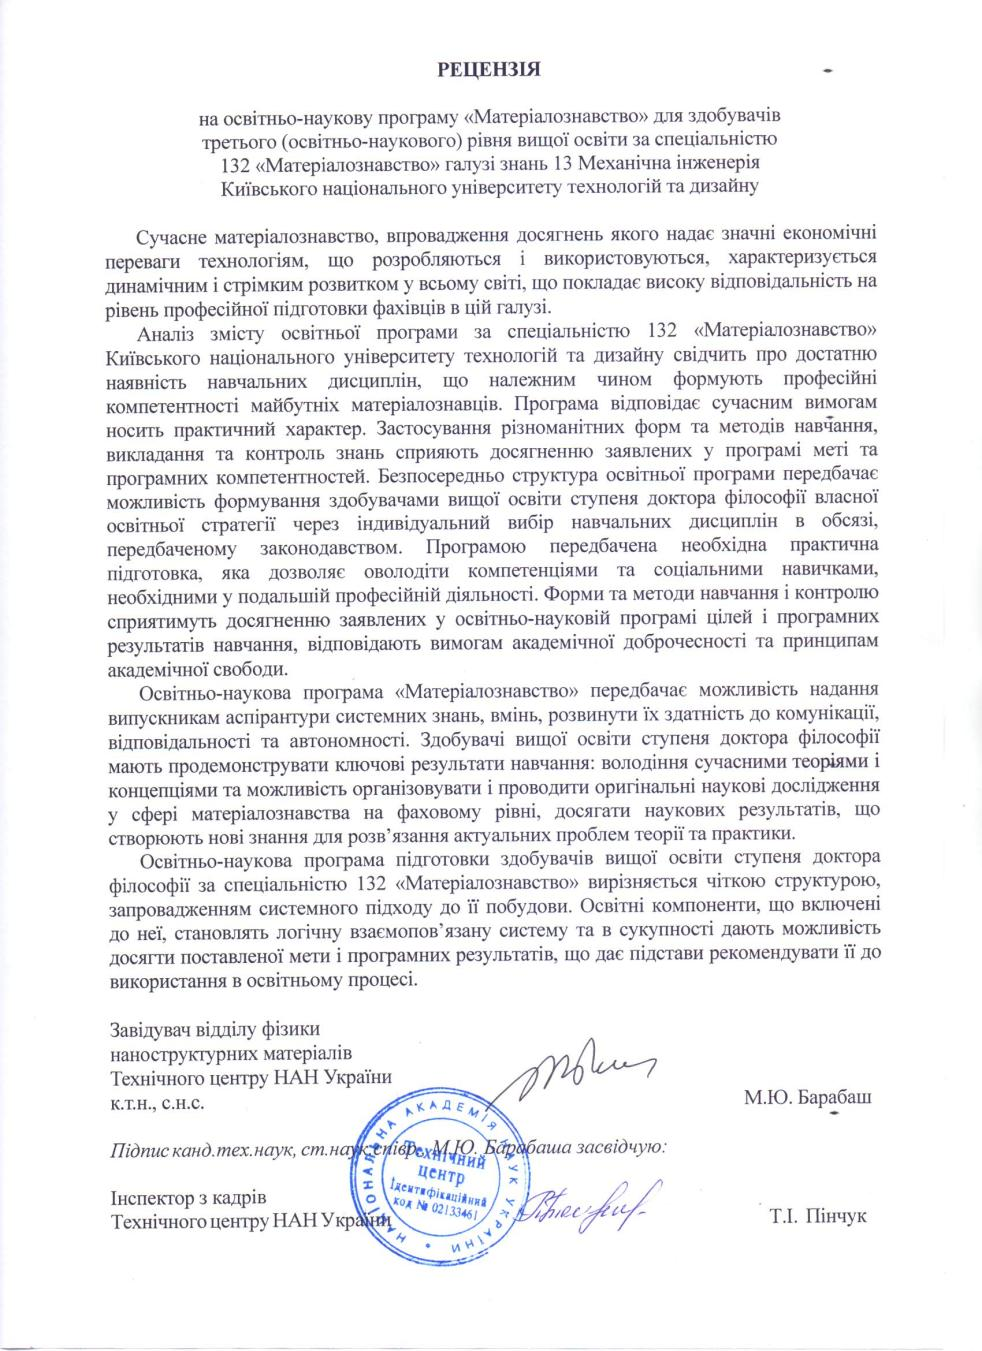 РЕЦЕНЗІЯ
на освітньо-наукову програму «Матеріалознавство» для здобувачів
третього (освітньо-наукового) рівня вищої освіти за спеціальністю
132 «Матеріалознавство» галузі знань 13 Механічна інженерія
Київського національного університету технологій та дизайну
Сучасне матеріалознавство, впровадження досягнень якого надає значні економічні
переваги технологіям, що розробляються і використовуються, характеризується
динамічним і стрімким розвитком у всьому світі, що покладає високу відповідальність на
рівень професійної підготовки фахівців в цій галузі.
Аналіз змісту освітньої програми за спеціальністю 132 «Матеріалознавство»
Київського національного університету технологій та дизайну свідчить про достатню
наявність навчальних дисциплін, що належним чином формують професійні
компетентності майбутніх матеріалознавців. Програма відповідає сучасним вимогам
носить практичний характер. Застосування різноманітних форм та методів навчання,
викладання та контроль знань сприяють досягненню заявлених у програмі меті та
програмних компетентностей. Безпосередньо структура освітньої програми передбачає
можливість формування здобувачами вищої освіти ступеня доктора філософії власної
освітньої стратегії через індивідуальний вибір навчальних дисциплін в обсязі,
передбаченому законодавством. Програмою передбачена необхідна практична
підготовка, яка дозволяє оволодіти компетенціями та соціальними навичками,
необхідними у подальшій професійній діяльності. Форми та методи навчання і контролю
сприятимуть досягненню заявлених у освітньо-науковій програмі цілей і програмних
результатів навчання, відповідають вимогам академічної доброчесності та принципам
академічної свободи.
Освітньо-наукова програма «Матеріалознавство» передбачає можливість надання
випускникам аспірантури системних знань, вмінь, розвинути їх здатність до комунікації,
відповідальності та автономності. Здобувачі вищої освіти ступеня доктора філософії
мають продемонструвати ключові результати навчання: володіння сучасними теоріями і
концепціями та можливість організовувати і проводити оригінальні наукові дослідження
у сфері матеріалознавства на фаховому рівні, досягати наукових результатів, що
створюють нові знання для розв’язання актуальних проблем теорії та практики.
Освітньо-наукова програма підготовки здобувачів вищої освіти ступеня доктора
філософії за спеціальністю 132 «Матеріалознавство» вирізняється чіткою структурою,
запровадженням системного підходу до її побудови. Освітні компоненти, що включені
до неї, становлять логічну взаємопов’язану систему та в сукупності дають можливість
досягти поставленої мети і програмних результатів, що дає підстави рекомендувати її до
використання в освітньому процесі.
Завідувач відділу фізики
наноструктурних матеріалів
Технічного центру НАН України
к.т.н., с.н.с. М.Ю. Барабаш
Підпис канд.тех.наук, ст.наук.співр. М.Ю. Барабаша засвідчую:
Інспектор з кадрів
Технічного центру НАН України Т.І. Пінчук
НАЦІОНАЛЬНА АКАДЕМІЯ НАУК УКРАЇНИ
Технічний
центр
Ідентифікаційний
код № 02133461